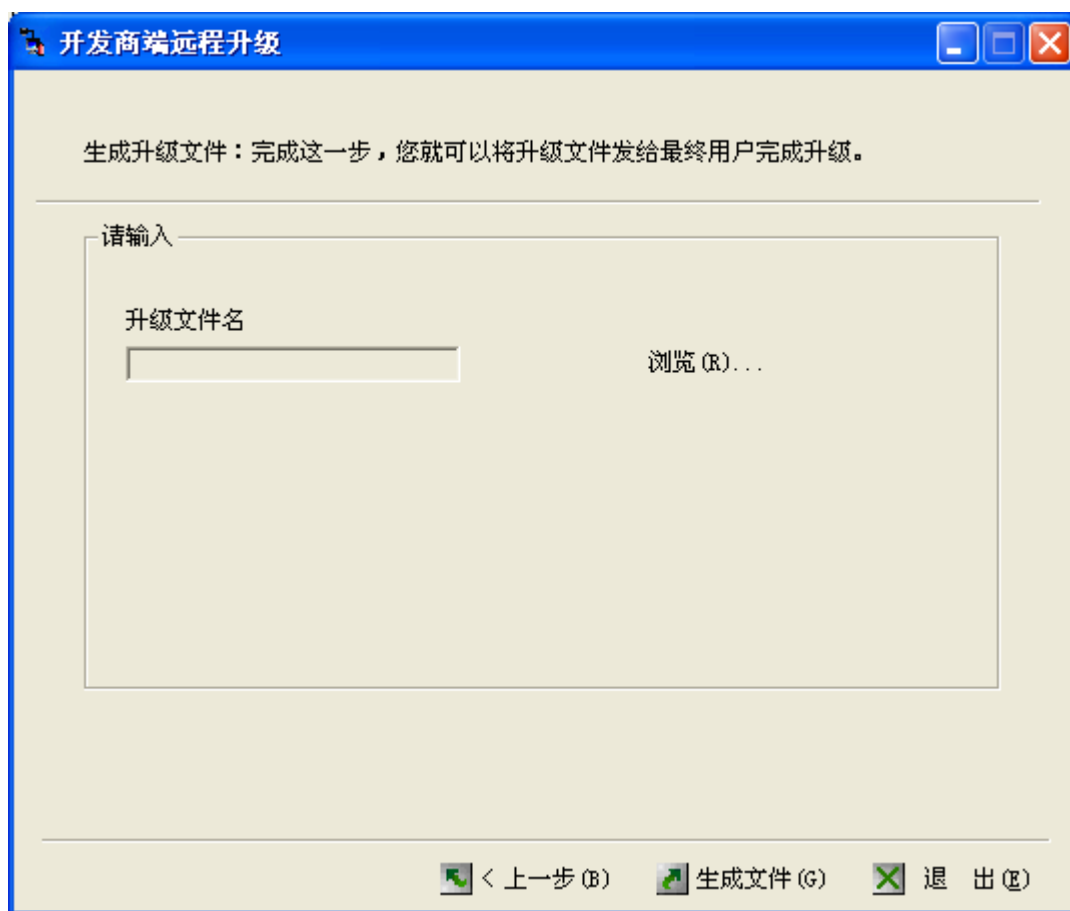 开发商端远程升级
生成升级文件：完成这一步，您就可以将升级文件发给最终用户完成升级。
请输入
升级文件名
浏览(R)...
< 上一步(B) 生成文件(G) 退 出(E)